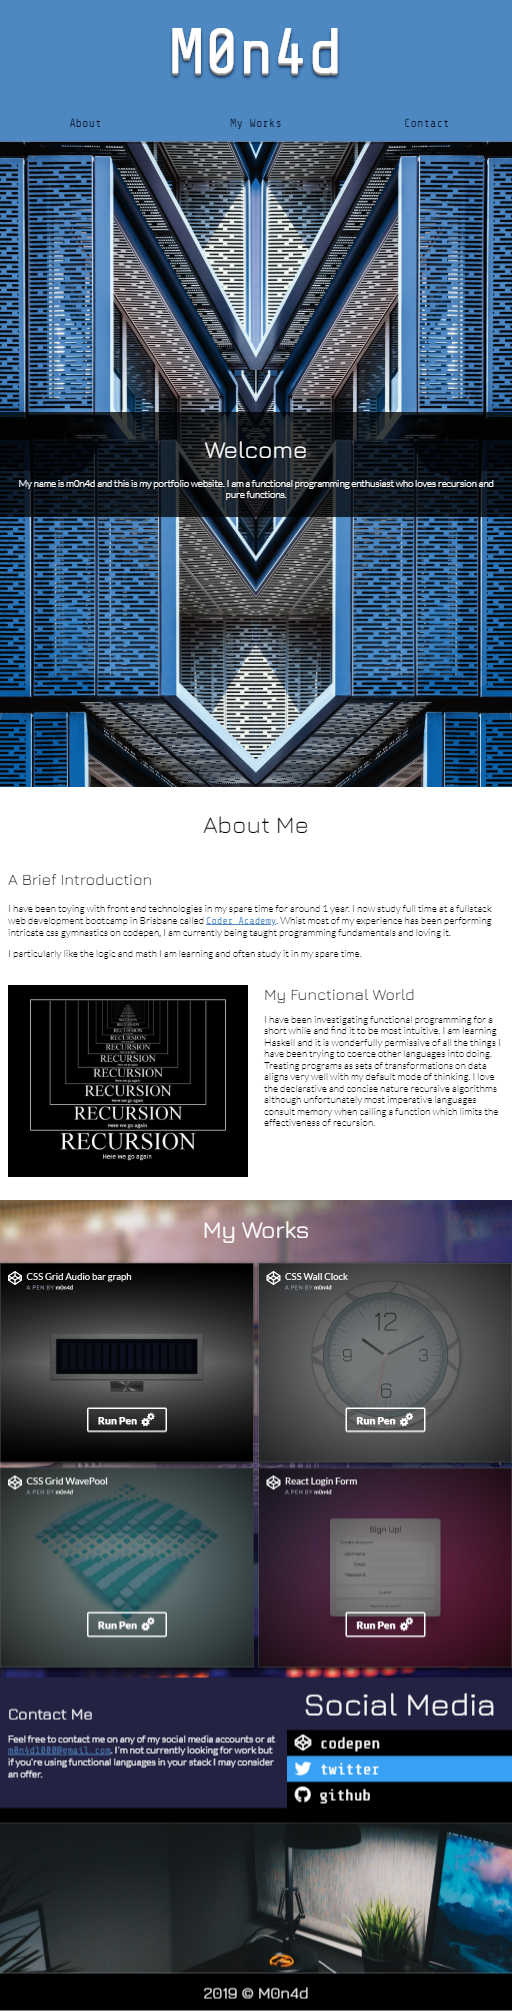 M0n4d
About My Works Contact
Welcome
My name is m0n4d and this is my portfolio website. I am a functional programming enthusiast who loves recursion and
pure functions.
About Me
A Brief Introduction
I have been toying with front end technologies in my spare time for around 1 year. I now study full time at a fullstack
web development bootcamp in Brisbane called Coder Academy. Whist most of my experience has been performing
intricate css gymnastics on codepen, I am currently being taught programming fundamentals and loving it.
I particularly like the logic and math I am learning and often study it in my spare time.
RECURSION
RECURSION
RECURSION
RECURSION
Here we go again
RECURSION
Here we go again
RECURSION
Here we go again
My Functional World
I have been investigating functional programming for a
short while and find it to be most intuitive. I am learning
Haskell and it is wonderfully permissive of all the things I
have been trying to coerce other languages into doing.
Treating programs as sets of transformations on data
aligns very well with my default mode of thinking. I love
the declarative and concise nature recursive algorithms
although unfortunately most imperative languages
consult memory when calling a function which limits the
effectiveness of recursion.
My Works
CSS Grid Audio bar graph
A PEN BY m0n4d
Run Pen
CSS Wall Clock
A PEN BY m0n4d
12
9 3
6
Run Pen
CSS Grid WavePool
A PEN BY m0n4d
Run Pen
React Login Form
A PEN BY m0n4d
Sign Up!
Create Account
Username
Email
Password
Submit
Run Pen
Contact Me
Feel free to contact me on any of my social media accounts or at
m0n4d1000@gmail.com. I'm not currently looking for work but
if you're using functional languages in your stack I may consider
an offer.
Social Media
codepen
twitter
github
2019 © M0n4d